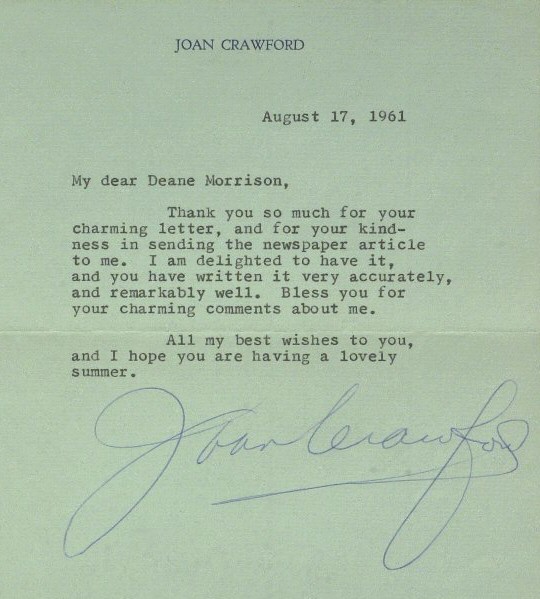 JOAN CRAWFORD
August 17, 1961
My dear Deane Morrison,
Thank you so much for your
charming letter, and for your kind-
ness in sending the newspaper article
to me.  I am delighted to have it,
and you have written it very accurately,
and remarkably well.  Bless you for
your charming comments about me.
All my best wishes to you,
and I hope you are having a lovely
summer.
Joan Crawford